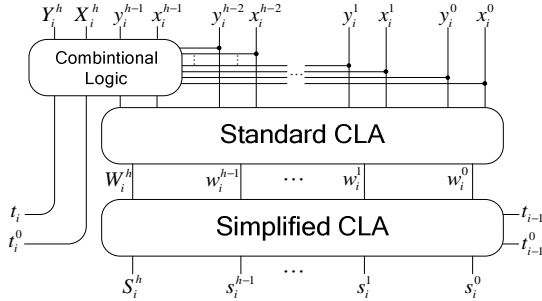 Y_i^h X_i^h y_i^{h-1} x_i^{h-1} y_i^{h-2} x_i^{h-2} y_i^1 x_i^1 y_i^0 x_i^0
Combintional
Logic
...
Standard CLA
W_i^h w_i^{h-1} ... w_i^1 w_i^0
t_i t_{i-1}
Simplified CLA
t_i^0 t_{i-1}^0
S_i^h s_i^{h-1} ... s_i^1 s_i^0